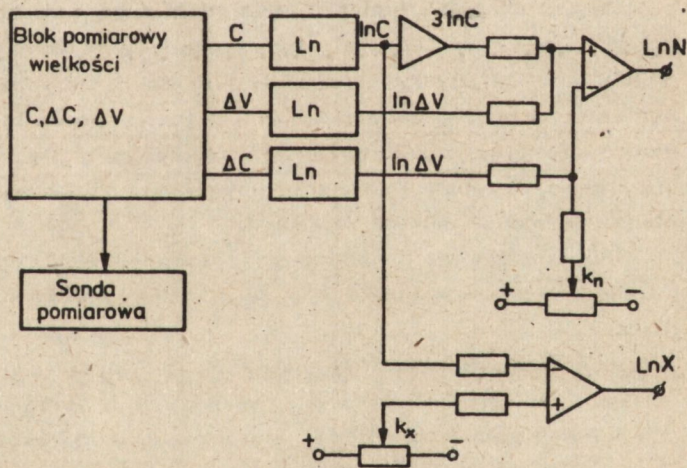 Blok pomiarowy
wielkości
C,ΔC, ΔV
Sonda
pomiarowa
C
Ln
lnC
3lnC
ΔV
Ln
ln ΔV
ΔC
Ln
ln ΔV
+
−
LnN
kn
+
−
−
+
LnX
kx
+
−